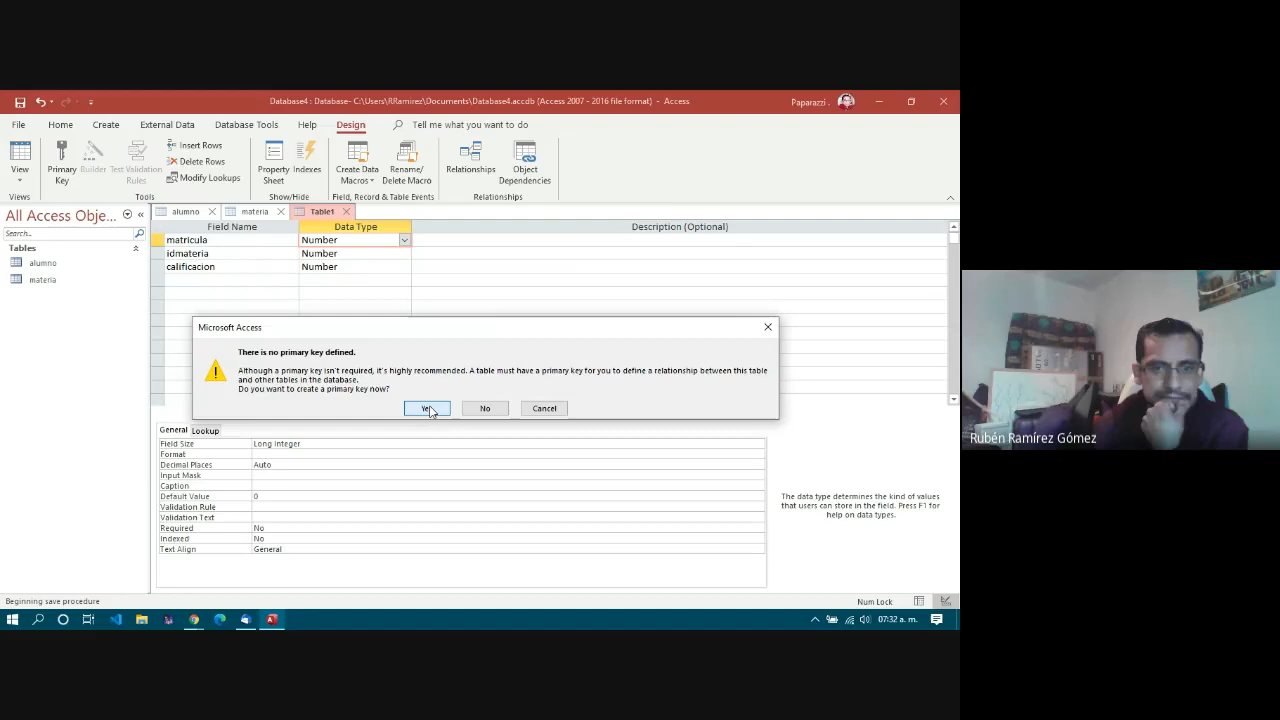 Database4 : Database- C:\Users\RRamirez\Documents\Database4.accdb (Access 2007 - 2016 file format) - Access
Paparazzi .
File Home Create External Data Database Tools Help Design Tell me what you want to do
View
Primary Key
Builder
Test Validation Rules
Insert Rows
Delete Rows
Modify Lookups
Property Sheet
Indexes
Create Data Macros
Rename/ Delete Macro
Relationships
Object Dependencies
Views Tools Show/Hide Field, Record & Table Events Relationships
All Access Obje...
Search...
Tables
alumno
materia
alumno materia Table1
Field Name Data Type Description (Optional)
matricula Number
idmateria Number
calificacion Number
Microsoft Access
There is no primary key defined.
Although a primary key isn't required, it's highly recommended. A table must have a primary key for you to define a relationship between this table
and other tables in the database.
Do you want to create a primary key now?
Yes No Cancel
General Lookup
Field Size Long Integer
Format
Decimal Places Auto
Input Mask
Caption
Default Value 0
Validation Rule
Validation Text
Required No
Indexed No
Text Align General
The data type determines the kind of values
that users can store in the field. Press F1 for
help on data types.
Rubén Ramírez Gómez
Beginning save procedure
Num Lock
07:32 a. m.